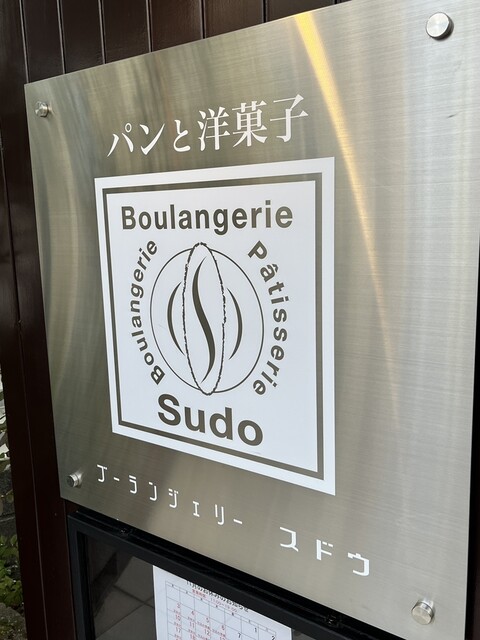 パンと洋菓子
Boulangerie
Boulangerie
Pâtisserie
Sudo
ブーランジェリー スドウ